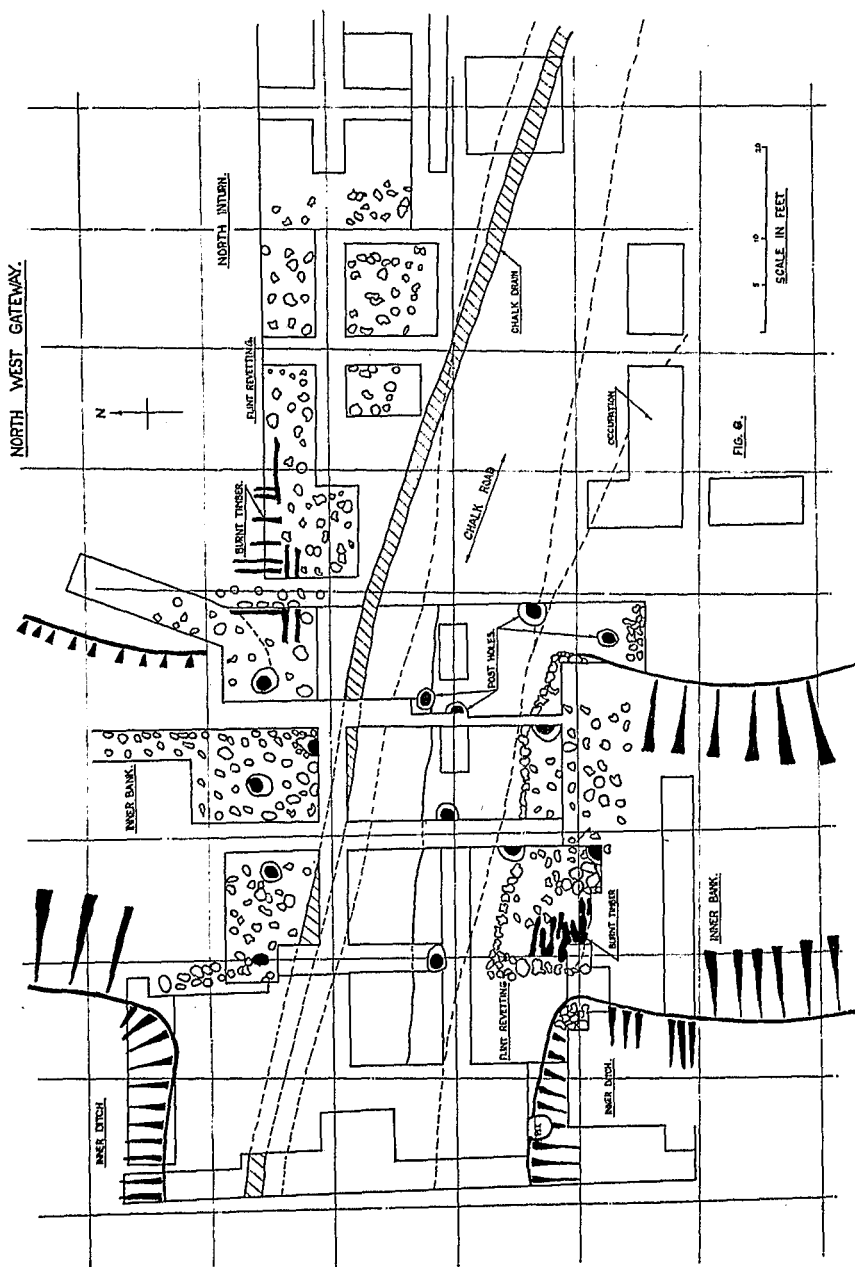 NORTH WEST GATEWAY.
NORTH INTURN.
FLINT REVETTING.
N
BURNT TIMBER.
CHALK DRAIN
5 10 20
SCALE IN FEET
OCCUPATION
FIG. 6.
CHALK ROAD
POST HOLES.
INNER BANK.
INNER DITCH
FLINT REVETTING
BURNT TIMBER
INNER BANK.
INNER DITCH.
PIT